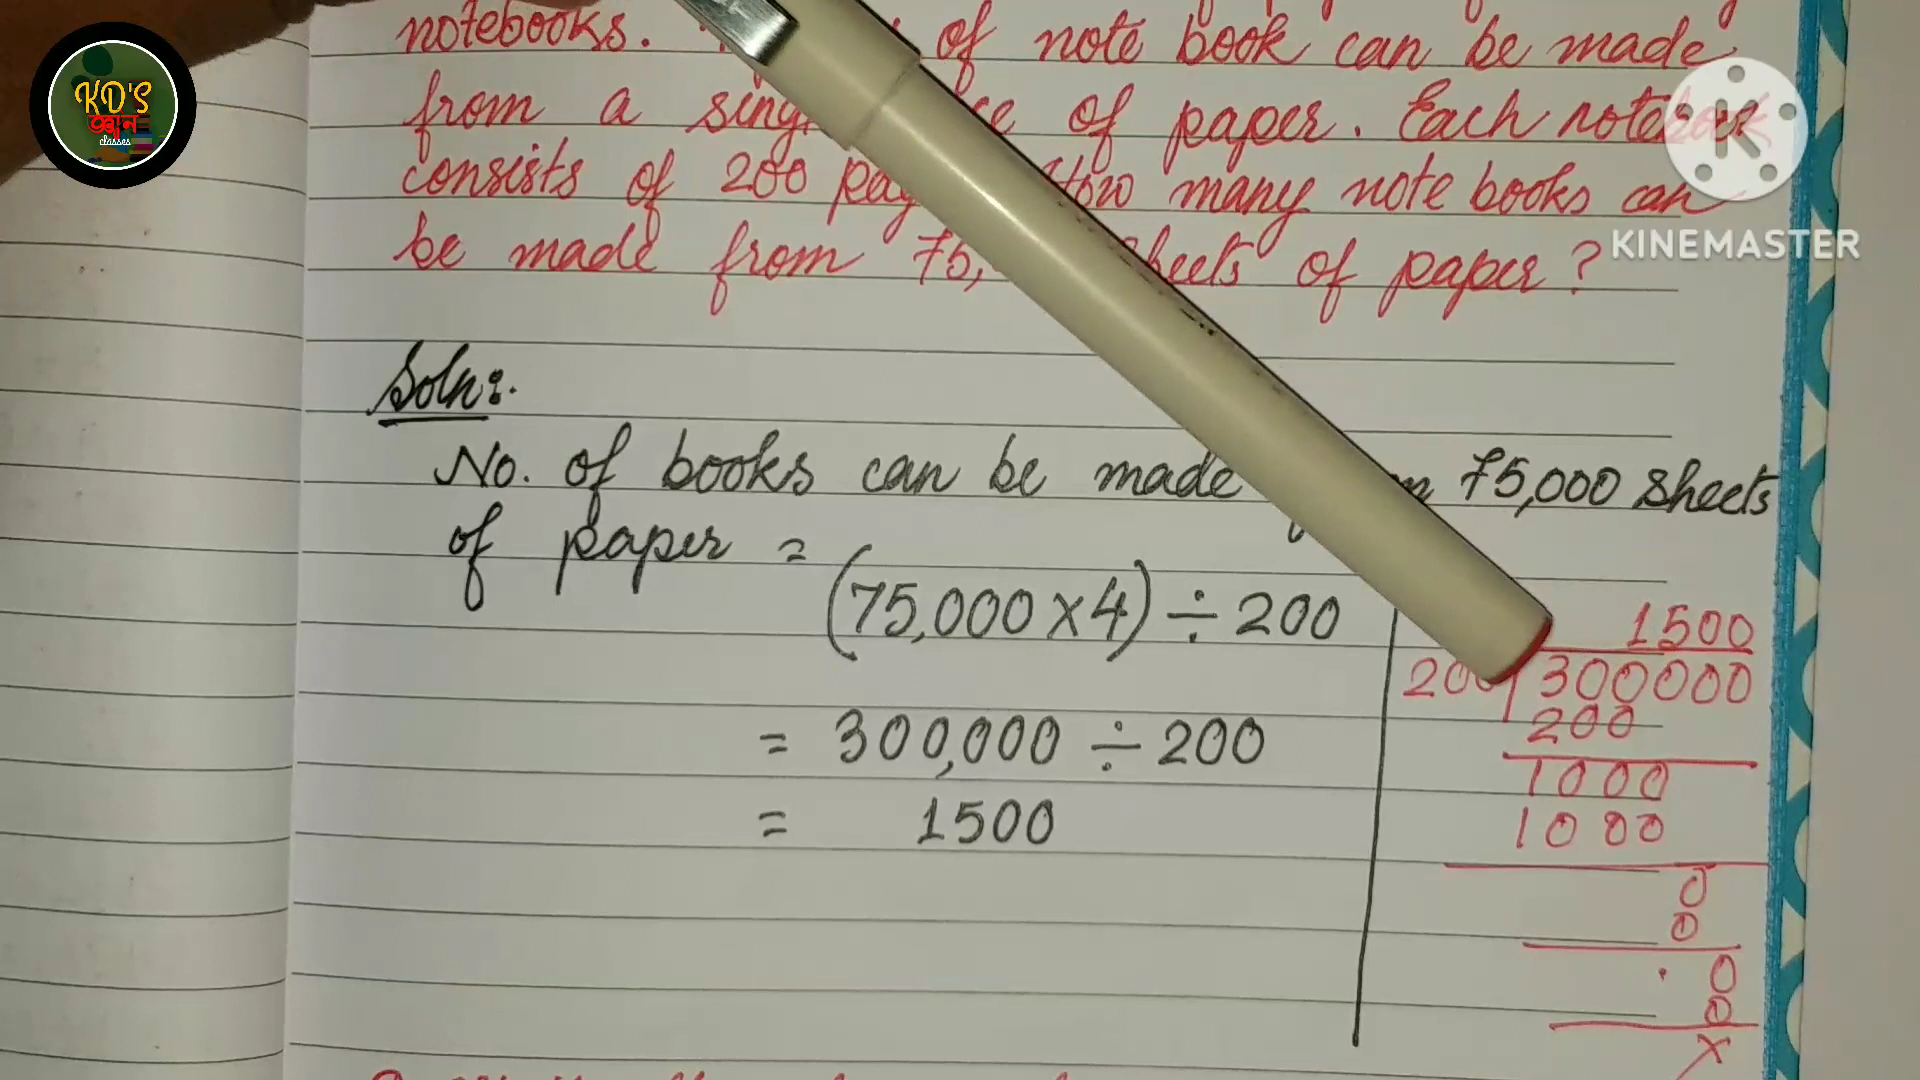 KD'S
জ্ঞান
classes
K
KINEMASTER
notebooks. of note book can be made
from a of paper. Each notebook
consists of 200 How many note books can
be made from 75, sheets of paper?
Soln:.
No. of books can be made 75,000 sheets
of paper =
(75,000 x 4) ÷ 200
= 300,000 ÷ 200
= 1500
1500
200 300000
200
1000
1000
0
0
. 0
0
x